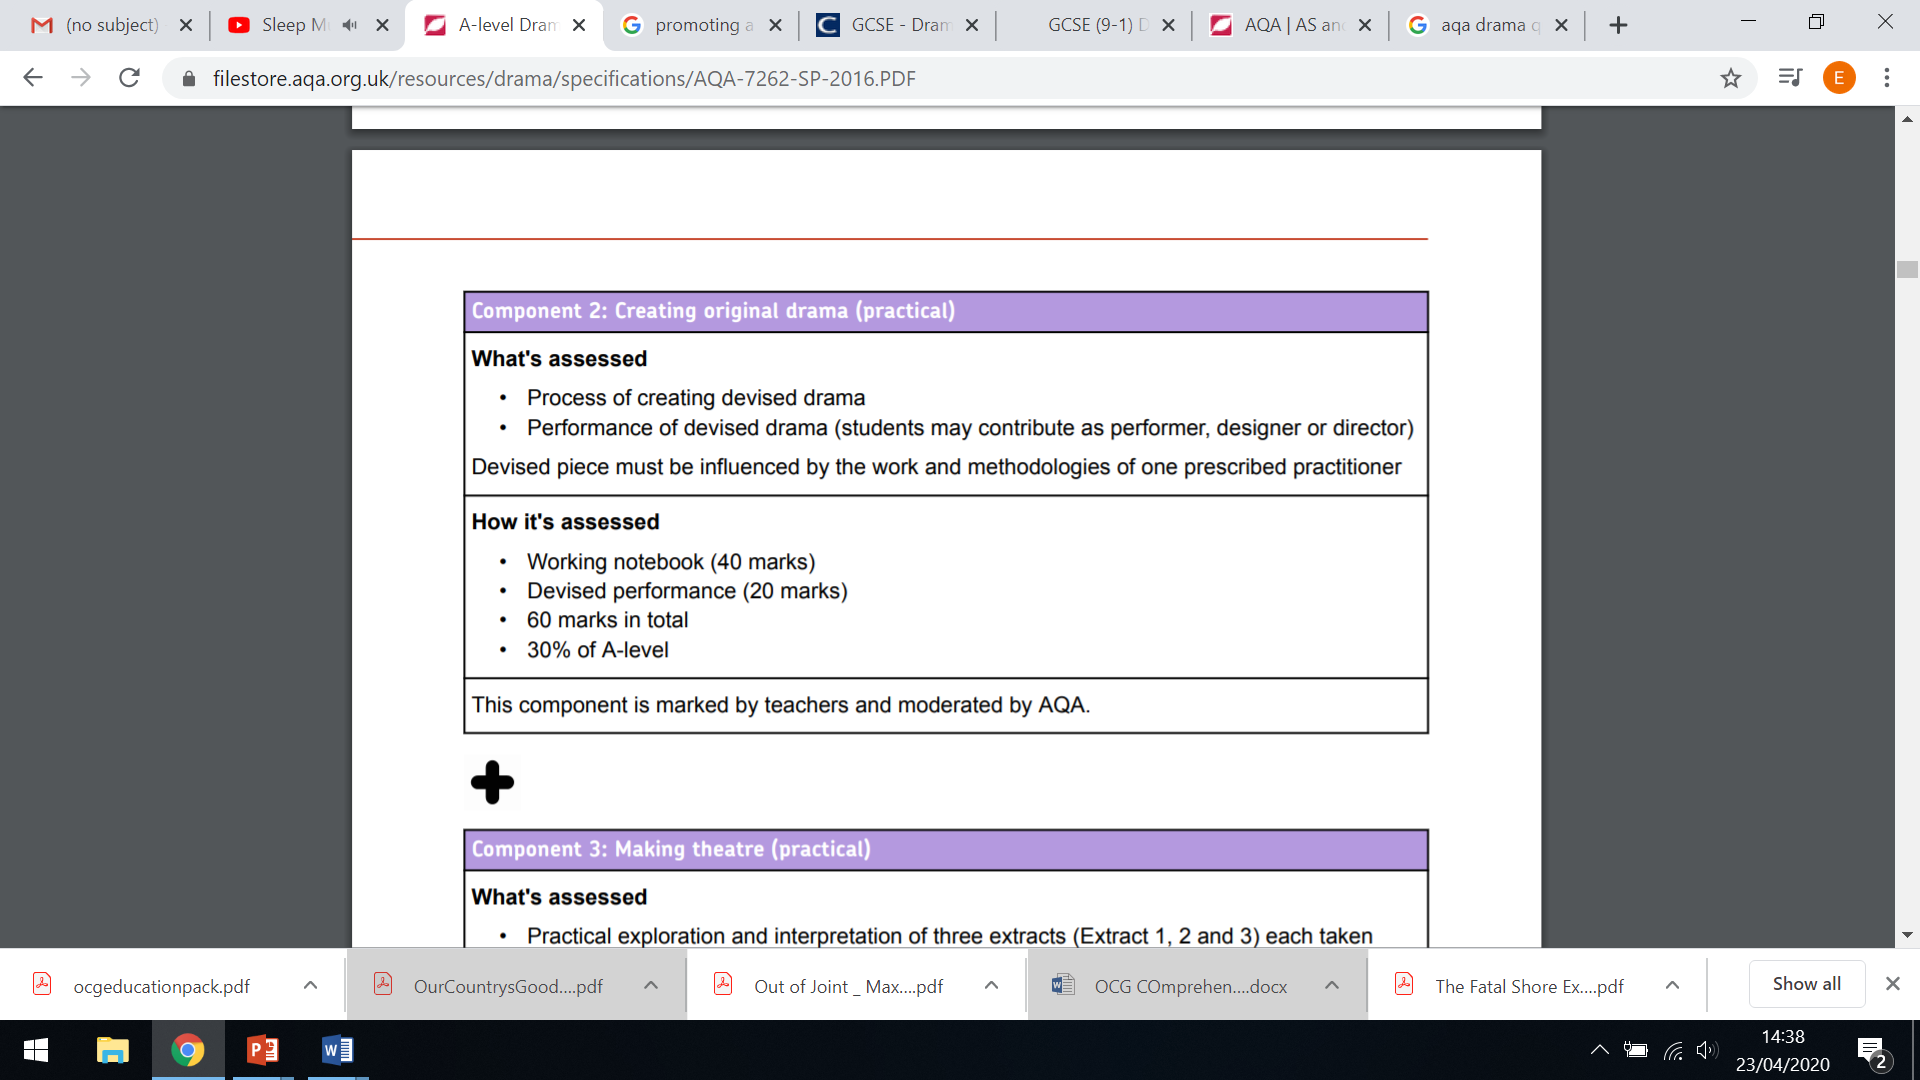 (no subject)
Sleep M
A-level Dram
promoting a
GCSE - Dram
GCSE (9-1) D
AQA | AS an
aqa drama q
filestore.aqa.org.uk/resources/drama/specifications/AQA-7262-SP-2016.PDF
E
Component 2: Creating original drama (practical)
What's assessed
• Process of creating devised drama
• Performance of devised drama (students may contribute as performer, designer or director)
Devised piece must be influenced by the work and methodologies of one prescribed practitioner
How it's assessed
• Working notebook (40 marks)
• Devised performance (20 marks)
• 60 marks in total
• 30% of A-level
This component is marked by teachers and moderated by AQA.
Component 3: Making theatre (practical)
What's assessed
• Practical exploration and interpretation of three extracts (Extract 1, 2 and 3) each taken
ocgeducationpack.pdf
OurCountrysGood....pdf
Out of Joint _ Max....pdf
OCG COmprehen....docx
The Fatal Shore Ex....pdf
Show all
14:38
23/04/2020
2